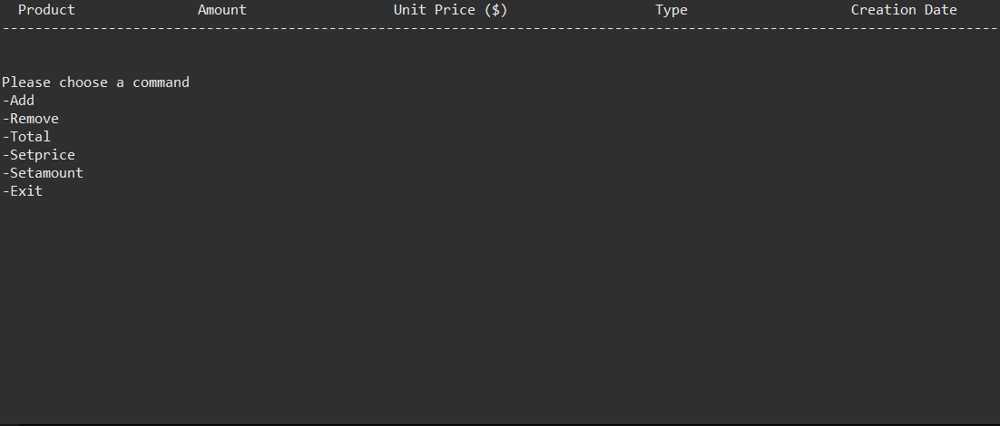 Product Amount Unit Price ($) Type Creation Date
--------------------------------------------------------------------------------------------------------------------------
Please choose a command
-Add
-Remove
-Total
-Setprice
-Setamount
-Exit